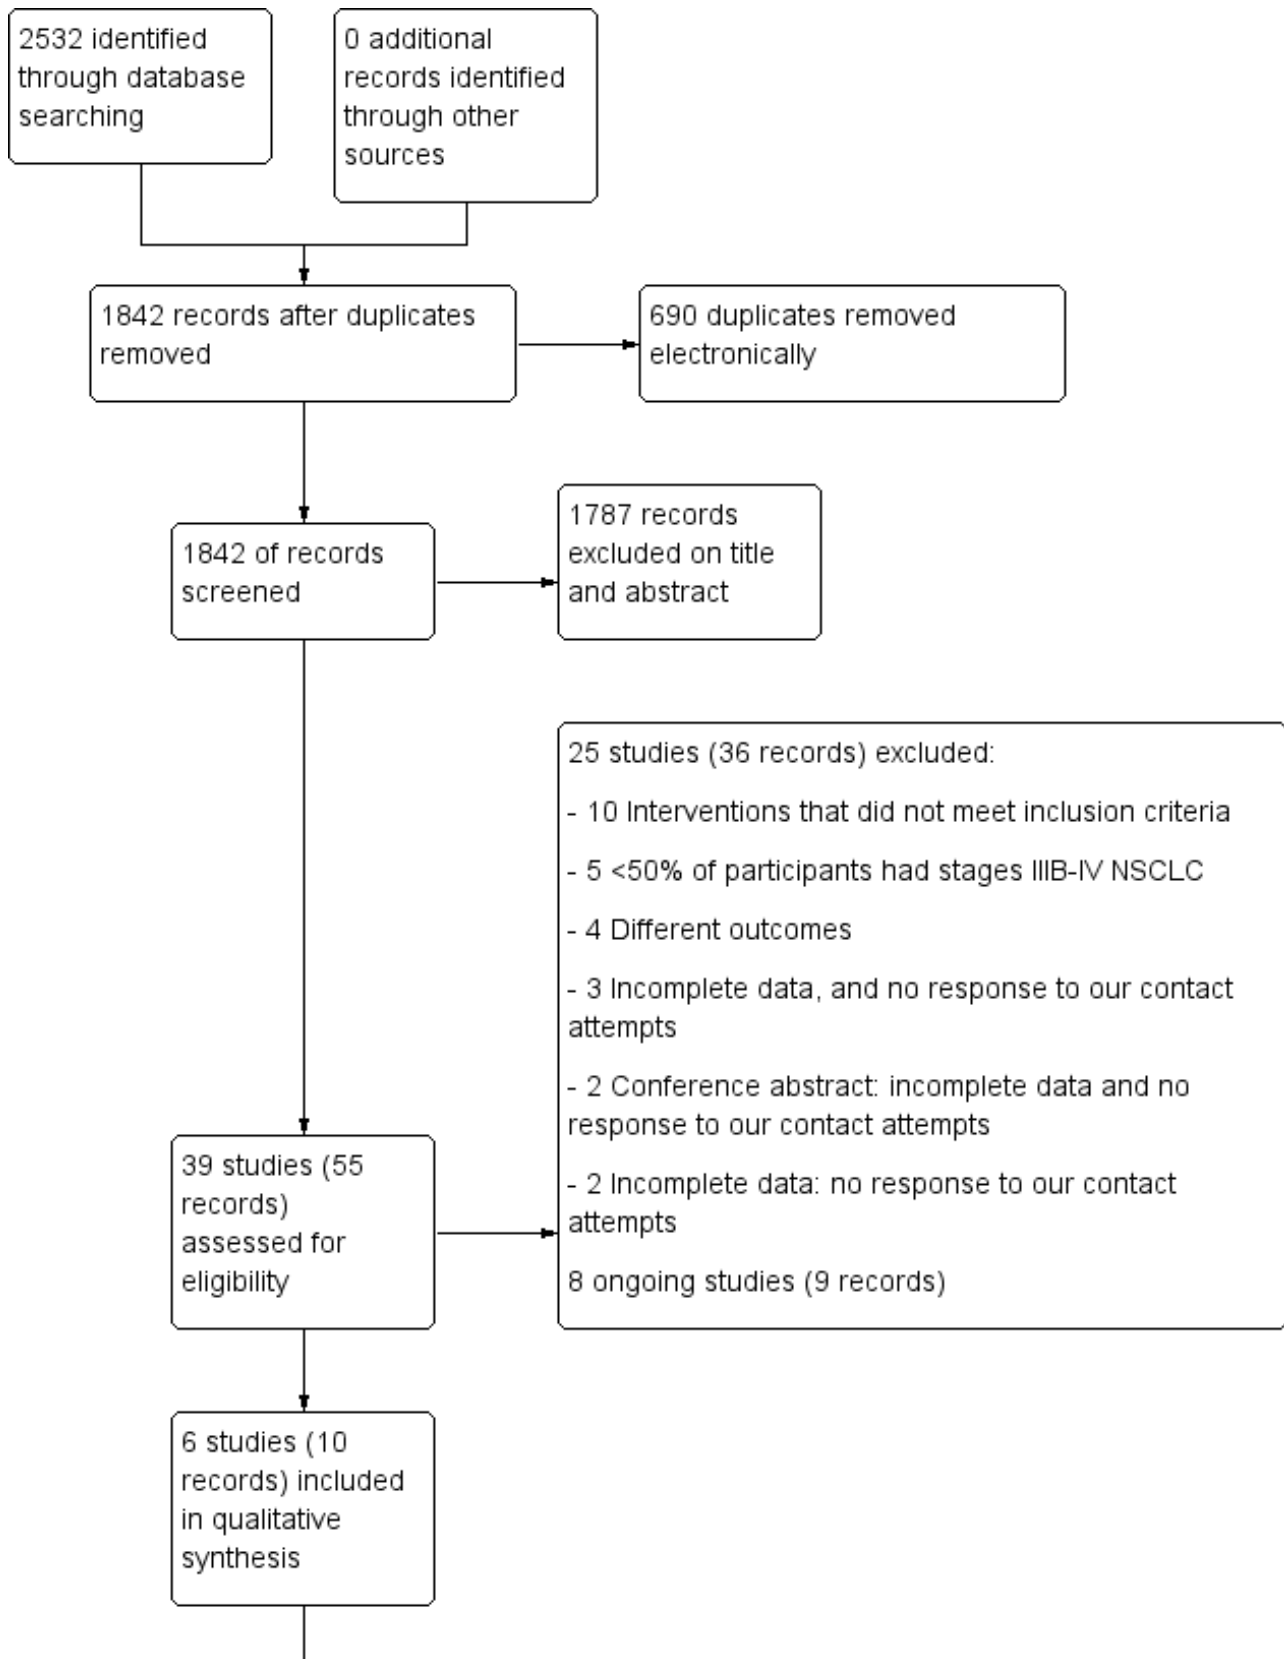 2532 identified
through database
searching
0 additional
records identified
through other
sources
1842 records after duplicates
removed
690 duplicates removed
electronically
1842 of records
screened
1787 records
excluded on title
and abstract
25 studies (36 records) excluded:
- 10 Interventions that did not meet inclusion criteria
- 5 <50% of participants had stages IIIB-IV NSCLC
- 4 Different outcomes
- 3 Incomplete data, and no response to our contact
attempts
- 2 Conference abstract: incomplete data and no
response to our contact attempts
- 2 Incomplete data: no response to our contact
attempts
8 ongoing studies (9 records)
39 studies (55
records)
assessed for
eligibility
6 studies (10
records) included
in qualitative
synthesis